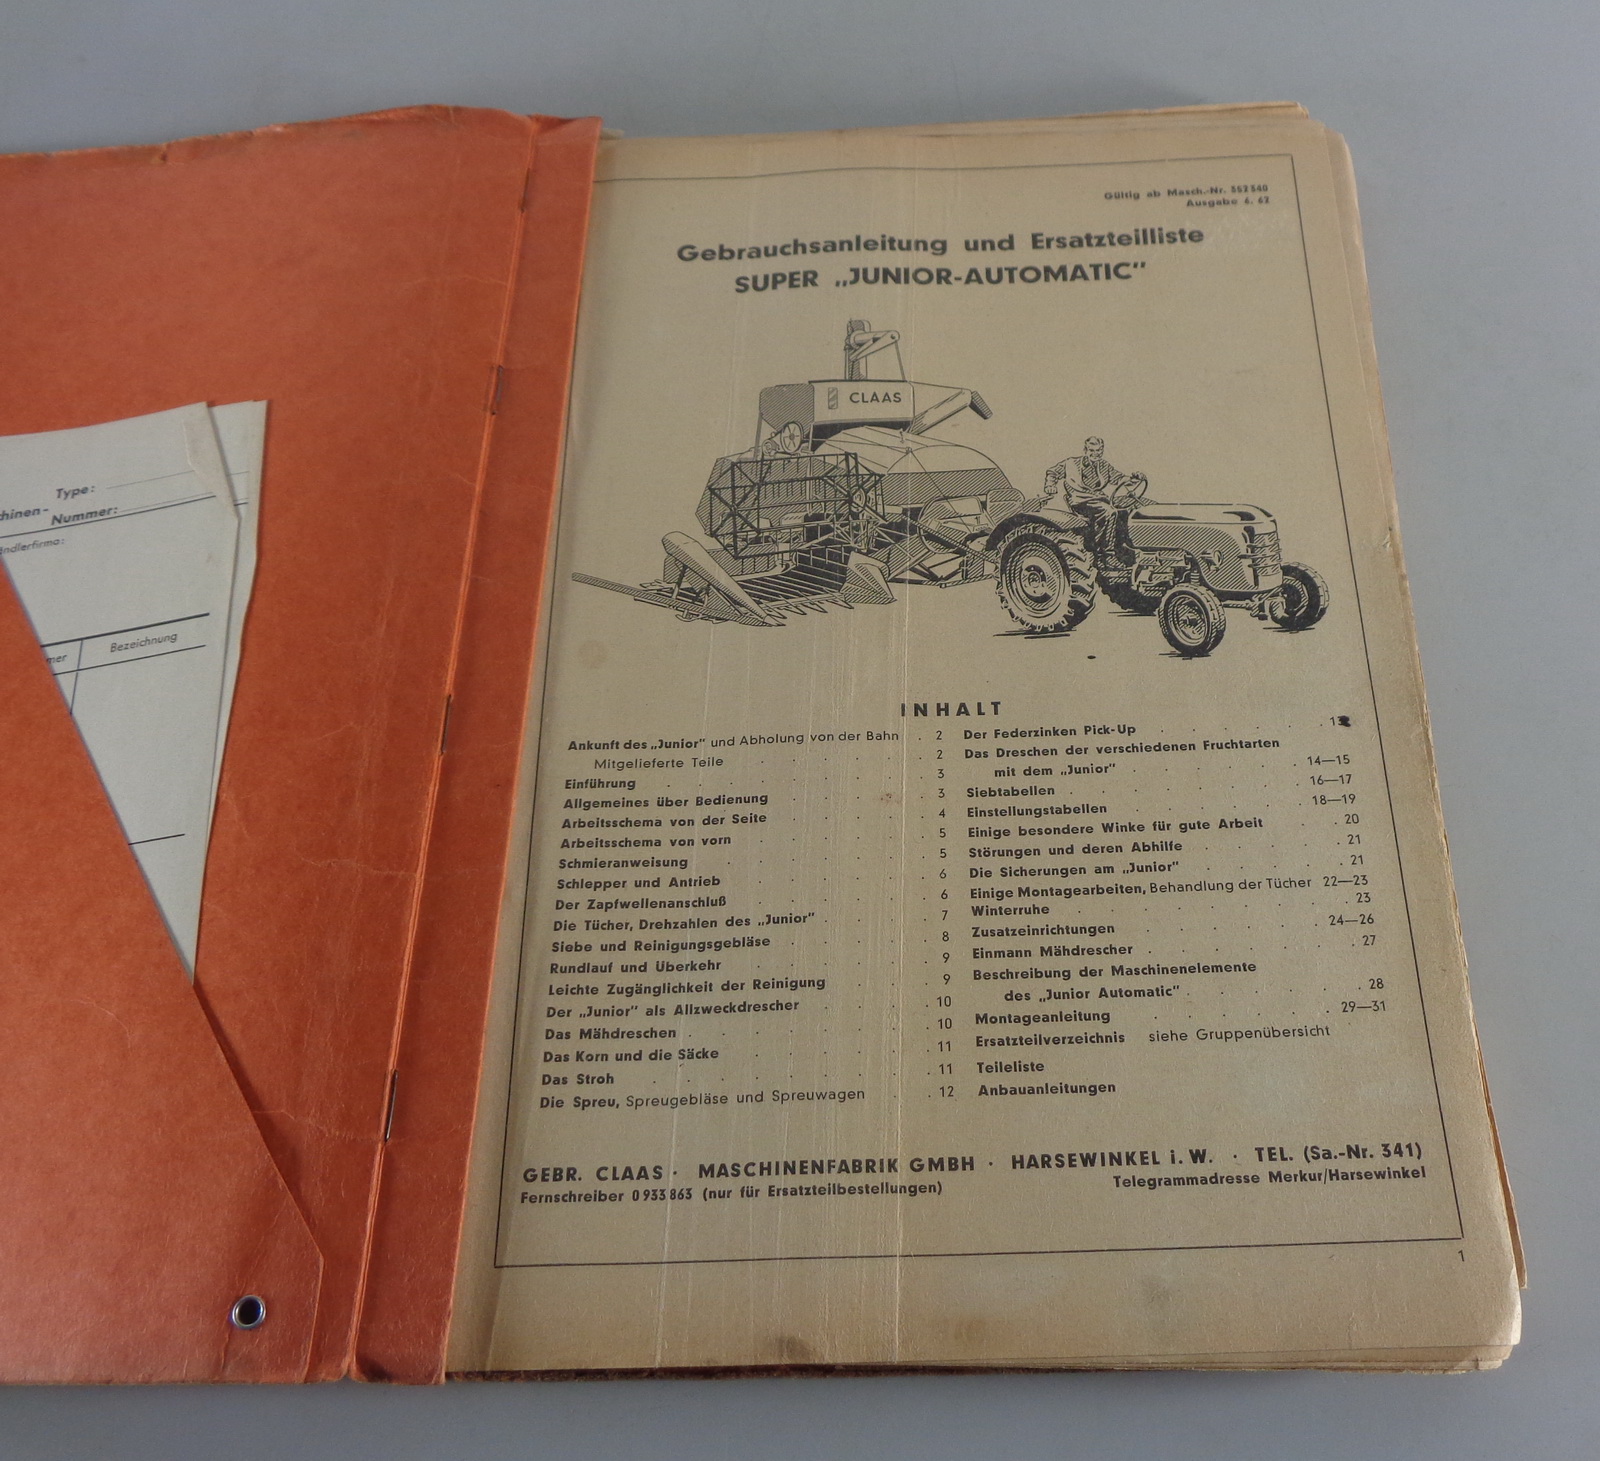 Type:
Nummer:
Bezeichnung
Gültig ab Masch.-Nr. 552540
Ausgabe 6. 62
Gebrauchsanleitung und Ersatzteilliste
SUPER „JUNIOR-AUTOMATIC"
CLAAS
INHALT
Ankunft des „Junior" und Abholung von der Bahn . 2
Mitgelieferte Teile . . . . . 2
Einführung . . . . . . 3
Allgemeines über Bedienung . . . . . 3
Arbeitsschema von der Seite . . . . . 4
Arbeitsschema von vorn . . . . . 5
Schmieranweisung . . . . . . 5
Schlepper und Antrieb . . . . . 6
Der Zapfwellenanschluß . . . . . 6
Die Tücher, Drehzahlen des „Junior" . . . . 7
Siebe und Reinigungsgebläse . . . . . 8
Rundlauf und Überkehr . . . . . 9
Leichte Zugänglichkeit der Reinigung . . . . 9
Der „Junior" als Allzweckdrescher . . . . 10
Das Mähdreschen . . . . . . . 10
Das Korn und die Säcke . . . . . 11
Das Stroh . . . . . . . 11
Die Spreu, Spreugebläse und Spreuwagen . . 12
Der Federzinken Pick-Up . . . . .
Das Dreschen der verschiedenen Fruchtarten
mit dem „Junior" . . . . . 14—15
Siebtabellen . . . . . . 16—17
Einstellungstabellen . . . . . 18—19
Einige besondere Winke für gute Arbeit . . 20
Störungen und deren Abhilfe . . . . . 21
Die Sicherungen am „Junior" . . . . 21
Einige Montagearbeiten, Behandlung der Tücher 22—23
Winterruhe . . . . . . . 23
Zusatzeinrichtungen . . . . . 24—26
Einmann Mähdrescher . . . . . . 27
Beschreibung der Maschinenelemente
des „Junior Automatic" . . . . . 28
Montageanleitung . . . . . 29—31
Ersatzteilverzeichnis siehe Gruppenübersicht
Teileliste
Anbauanleitungen
GEBR. CLAAS · MASCHINENFABRIK GMBH · HARSEWINKEL i. W. · TEL. (Sa.-Nr. 341)
Fernschreiber 0933863 (nur für Ersatzteilbestellungen) Telegrammadresse Merkur/Harsewinkel
1